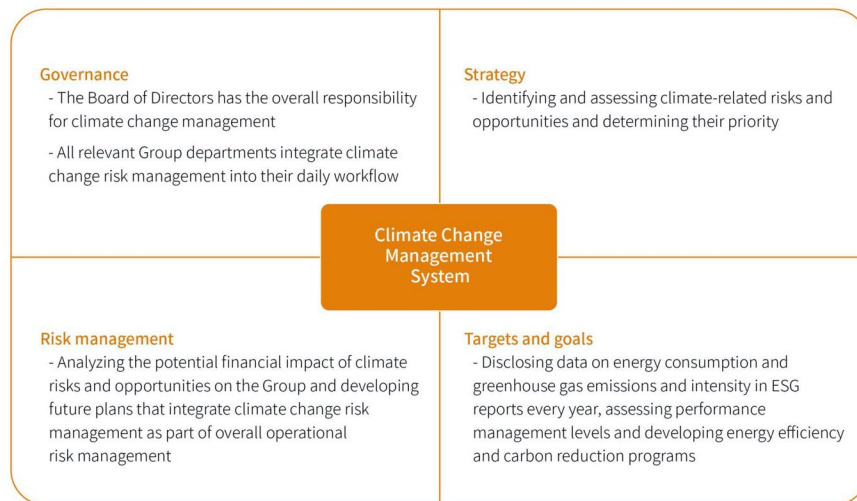 Governance
- The Board of Directors has the overall responsibility
for climate change management
- All relevant Group departments integrate climate
change risk management into their daily workflow
Strategy
- Identifying and assessing climate-related risks and
opportunities and determining their priority
Climate Change
Management
System
Risk management
- Analyzing the potential financial impact of climate
risks and opportunities on the Group and developing
future plans that integrate climate change risk
management as part of overall operational
risk management
Targets and goals
- Disclosing data on energy consumption and
greenhouse gas emissions and intensity in ESG
reports every year, assessing performance
management levels and developing energy efficiency
and carbon reduction programs